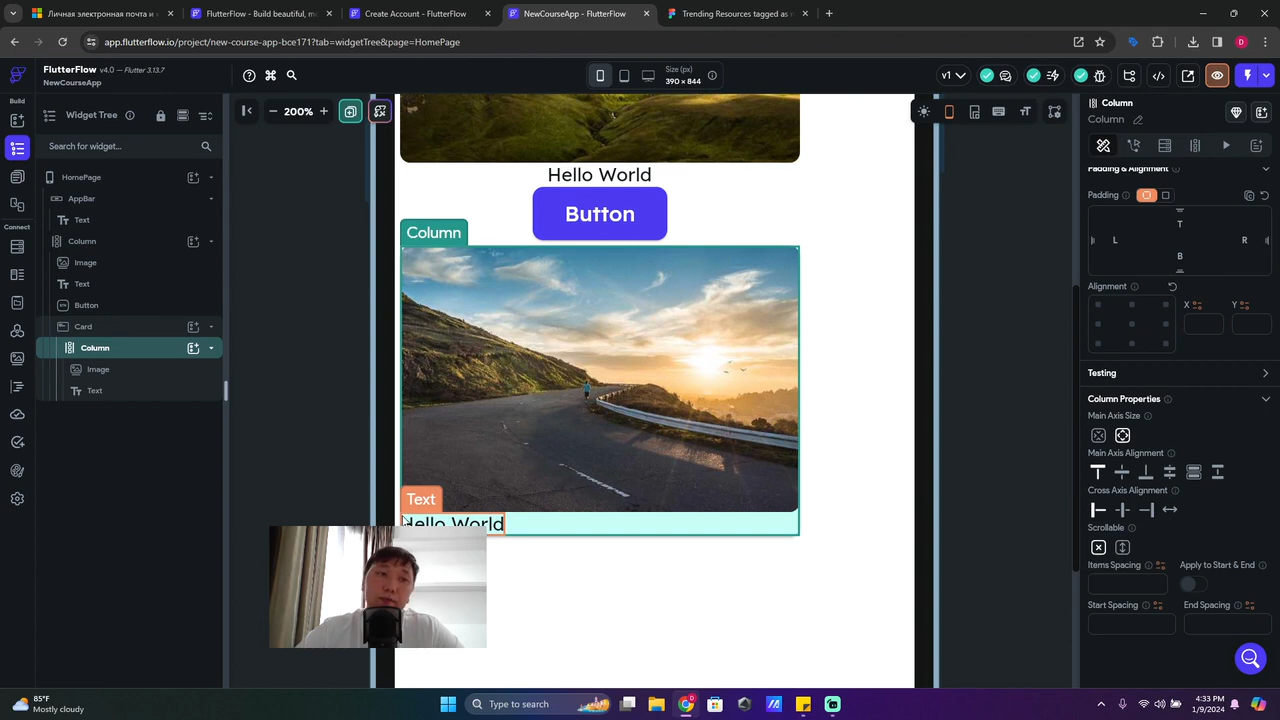 Личная электронная почта и
FlutterFlow - Build beautiful, mo
Create Account - FlutterFlow
NewCourseApp - FlutterFlow
Trending Resources tagged as
app.flutterflow.io/project/new-course-app-bce171?tab=widgetTree&page=HomePage
FlutterFlow v4.0 — Flutter 3.13.7
NewCourseApp
Size (px)
390 × 844
v1
Build
Connect
Widget Tree
Search for widget...
HomePage
AppBar
Text
Column
Image
Text
Button
Card
Column
Image
Text
200%
Hello World
Button
Column
Text
Hello World
Column
Column
Padding & Alignment
Padding
T
L
R
B
Alignment
X
Y
Testing
Column Properties
Main Axis Size
Main Axis Alignment
Cross Axis Alignment
Scrollable
Items Spacing
Apply to Start & End
Start Spacing
End Spacing
85°F
Mostly cloudy
Type to search
4:33 PM
1/9/2024